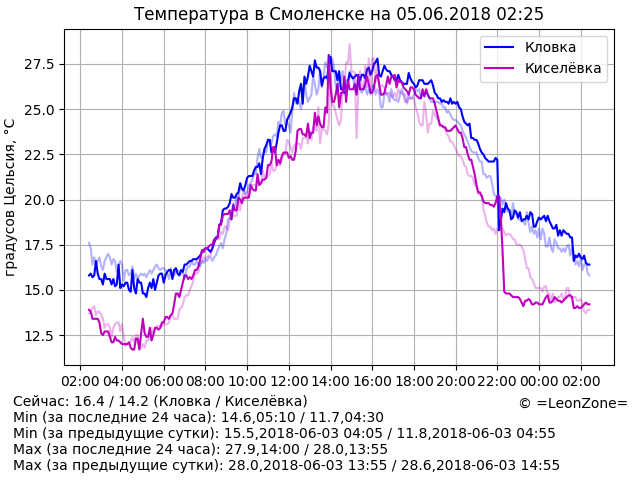 Температура в Смоленске на 05.06.2018 02:25
Кловка
Киселёвка
градусов Цельсия, °C
27.5
25.0
22.5
20.0
17.5
15.0
12.5
02:00 04:00 06:00 08:00 10:00 12:00 14:00 16:00 18:00 20:00 22:00 00:00 02:00
Сейчас: 16.4 / 14.2 (Кловка / Киселёвка)
© =LeonZone=
Min (за последние 24 часа): 14.6,05:10 / 11.7,04:30
Min (за предыдущие сутки): 15.5,2018-06-03 04:05 / 11.8,2018-06-03 04:55
Max (за последние 24 часа): 27.9,14:00 / 28.0,13:55
Max (за предыдущие сутки): 28.0,2018-06-03 13:55 / 28.6,2018-06-03 14:55